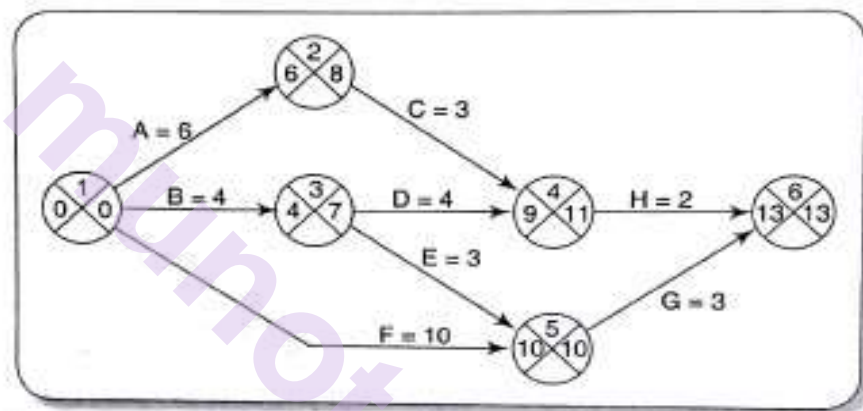 2
6 8
A = 6
C = 3
1
0 0
B = 4
3
4 7
D = 4
4
9 11
H = 2
6
13 13
E = 3
G = 3
F = 10
5
10 10
munot